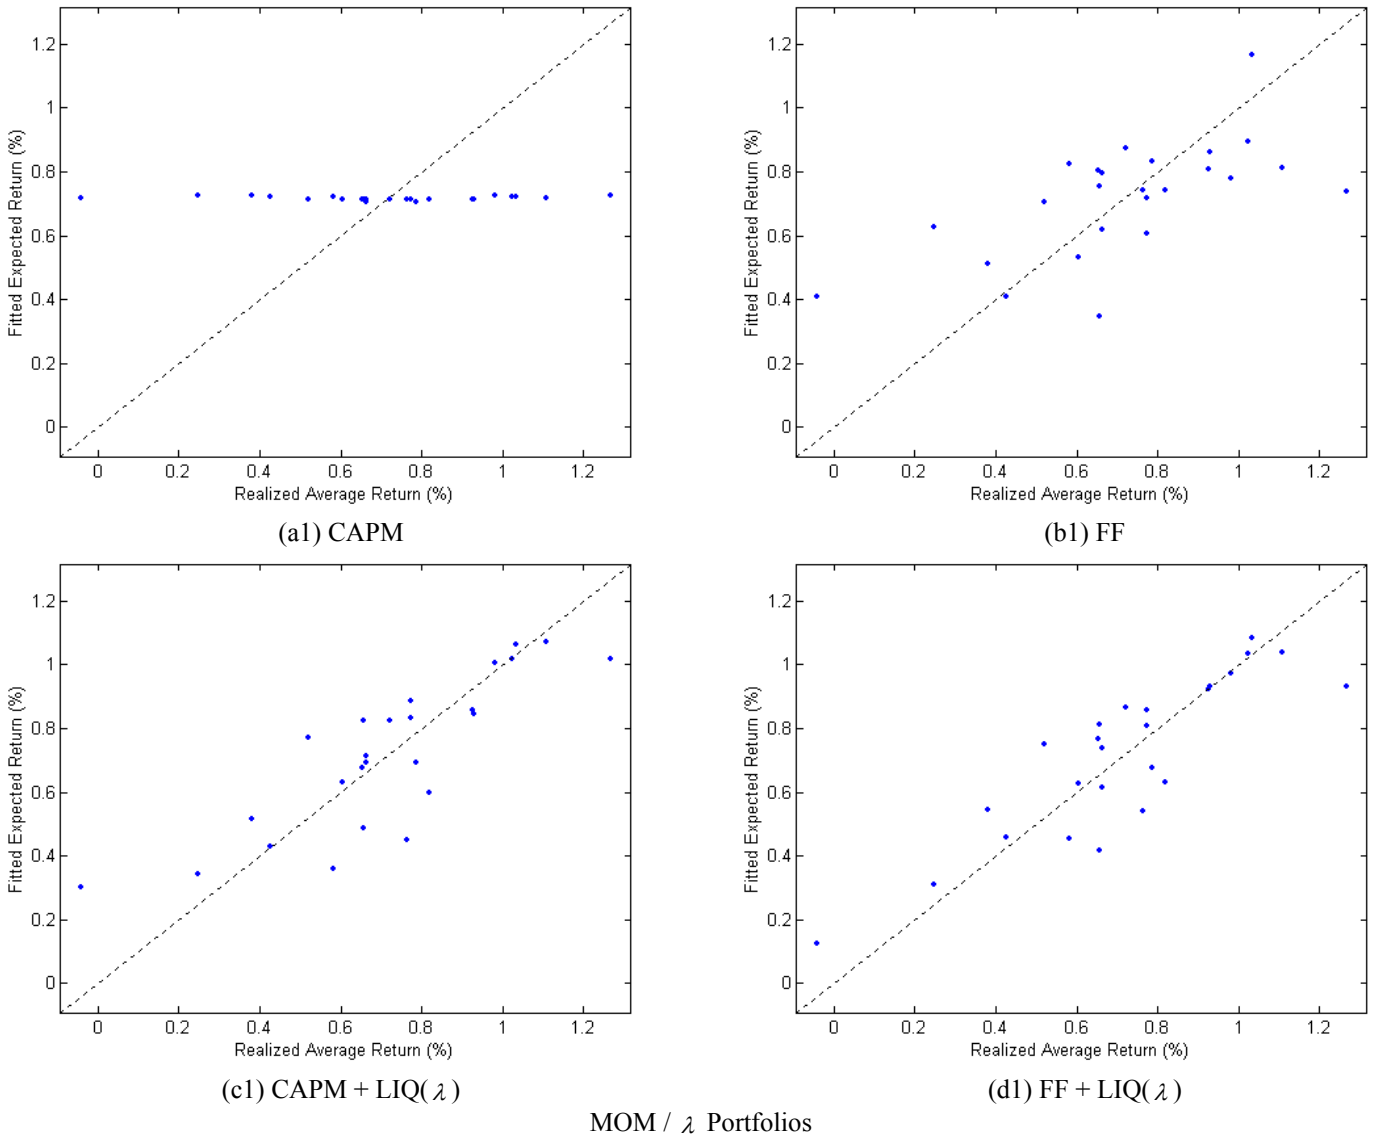 1.2
1
0.8
0.6
0.4
0.2
0
Fitted Expected Return (%)
0 0.2 0.4 0.6 0.8 1 1.2
Realized Average Return (%)
(a1) CAPM
1.2
1
0.8
0.6
0.4
0.2
0
Fitted Expected Return (%)
0 0.2 0.4 0.6 0.8 1 1.2
Realized Average Return (%)
(b1) FF
1.2
1
0.8
0.6
0.4
0.2
0
Fitted Expected Return (%)
0 0.2 0.4 0.6 0.8 1 1.2
Realized Average Return (%)
(c1) CAPM + LIQ(λ)
1.2
1
0.8
0.6
0.4
0.2
0
Fitted Expected Return (%)
0 0.2 0.4 0.6 0.8 1 1.2
Realized Average Return (%)
(d1) FF + LIQ(λ)
MOM / λ Portfolios